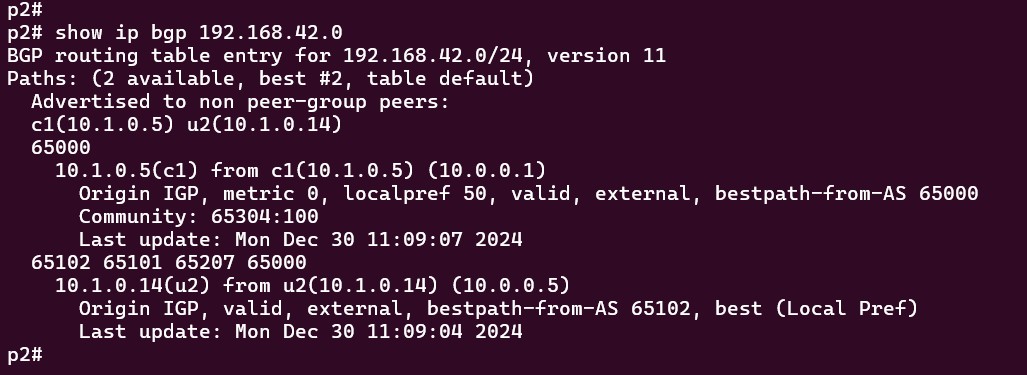 p2#
p2# show ip bgp 192.168.42.0
BGP routing table entry for 192.168.42.0/24, version 11
Paths: (2 available, best #2, table default)
  Advertised to non peer-group peers:
  c1(10.1.0.5) u2(10.1.0.14)
  65000
    10.1.0.5(c1) from c1(10.1.0.5) (10.0.0.1)
      Origin IGP, metric 0, localpref 50, valid, external, bestpath-from-AS 65000
      Community: 65304:100
      Last update: Mon Dec 30 11:09:07 2024
  65102 65101 65207 65000
    10.1.0.14(u2) from u2(10.1.0.14) (10.0.0.5)
      Origin IGP, valid, external, bestpath-from-AS 65102, best (Local Pref)
      Last update: Mon Dec 30 11:09:04 2024
p2#